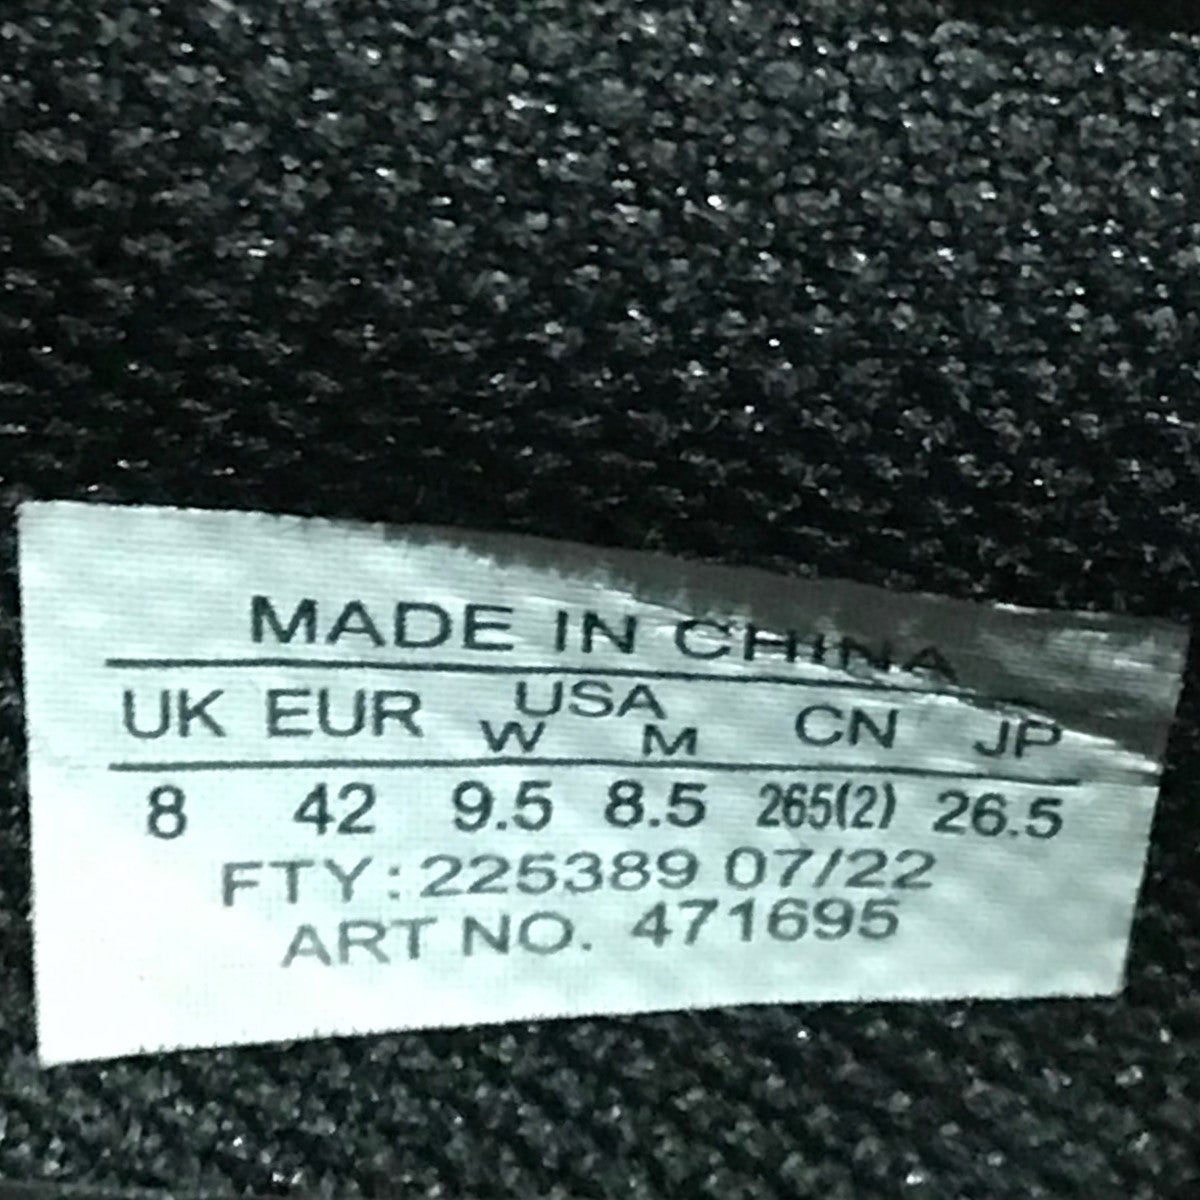 MADE IN CHINA
UK EUR USA CN JP
W M
8 42 9.5 8.5 265(2) 26.5
FTY: 225389 07/22
ART NO. 471695